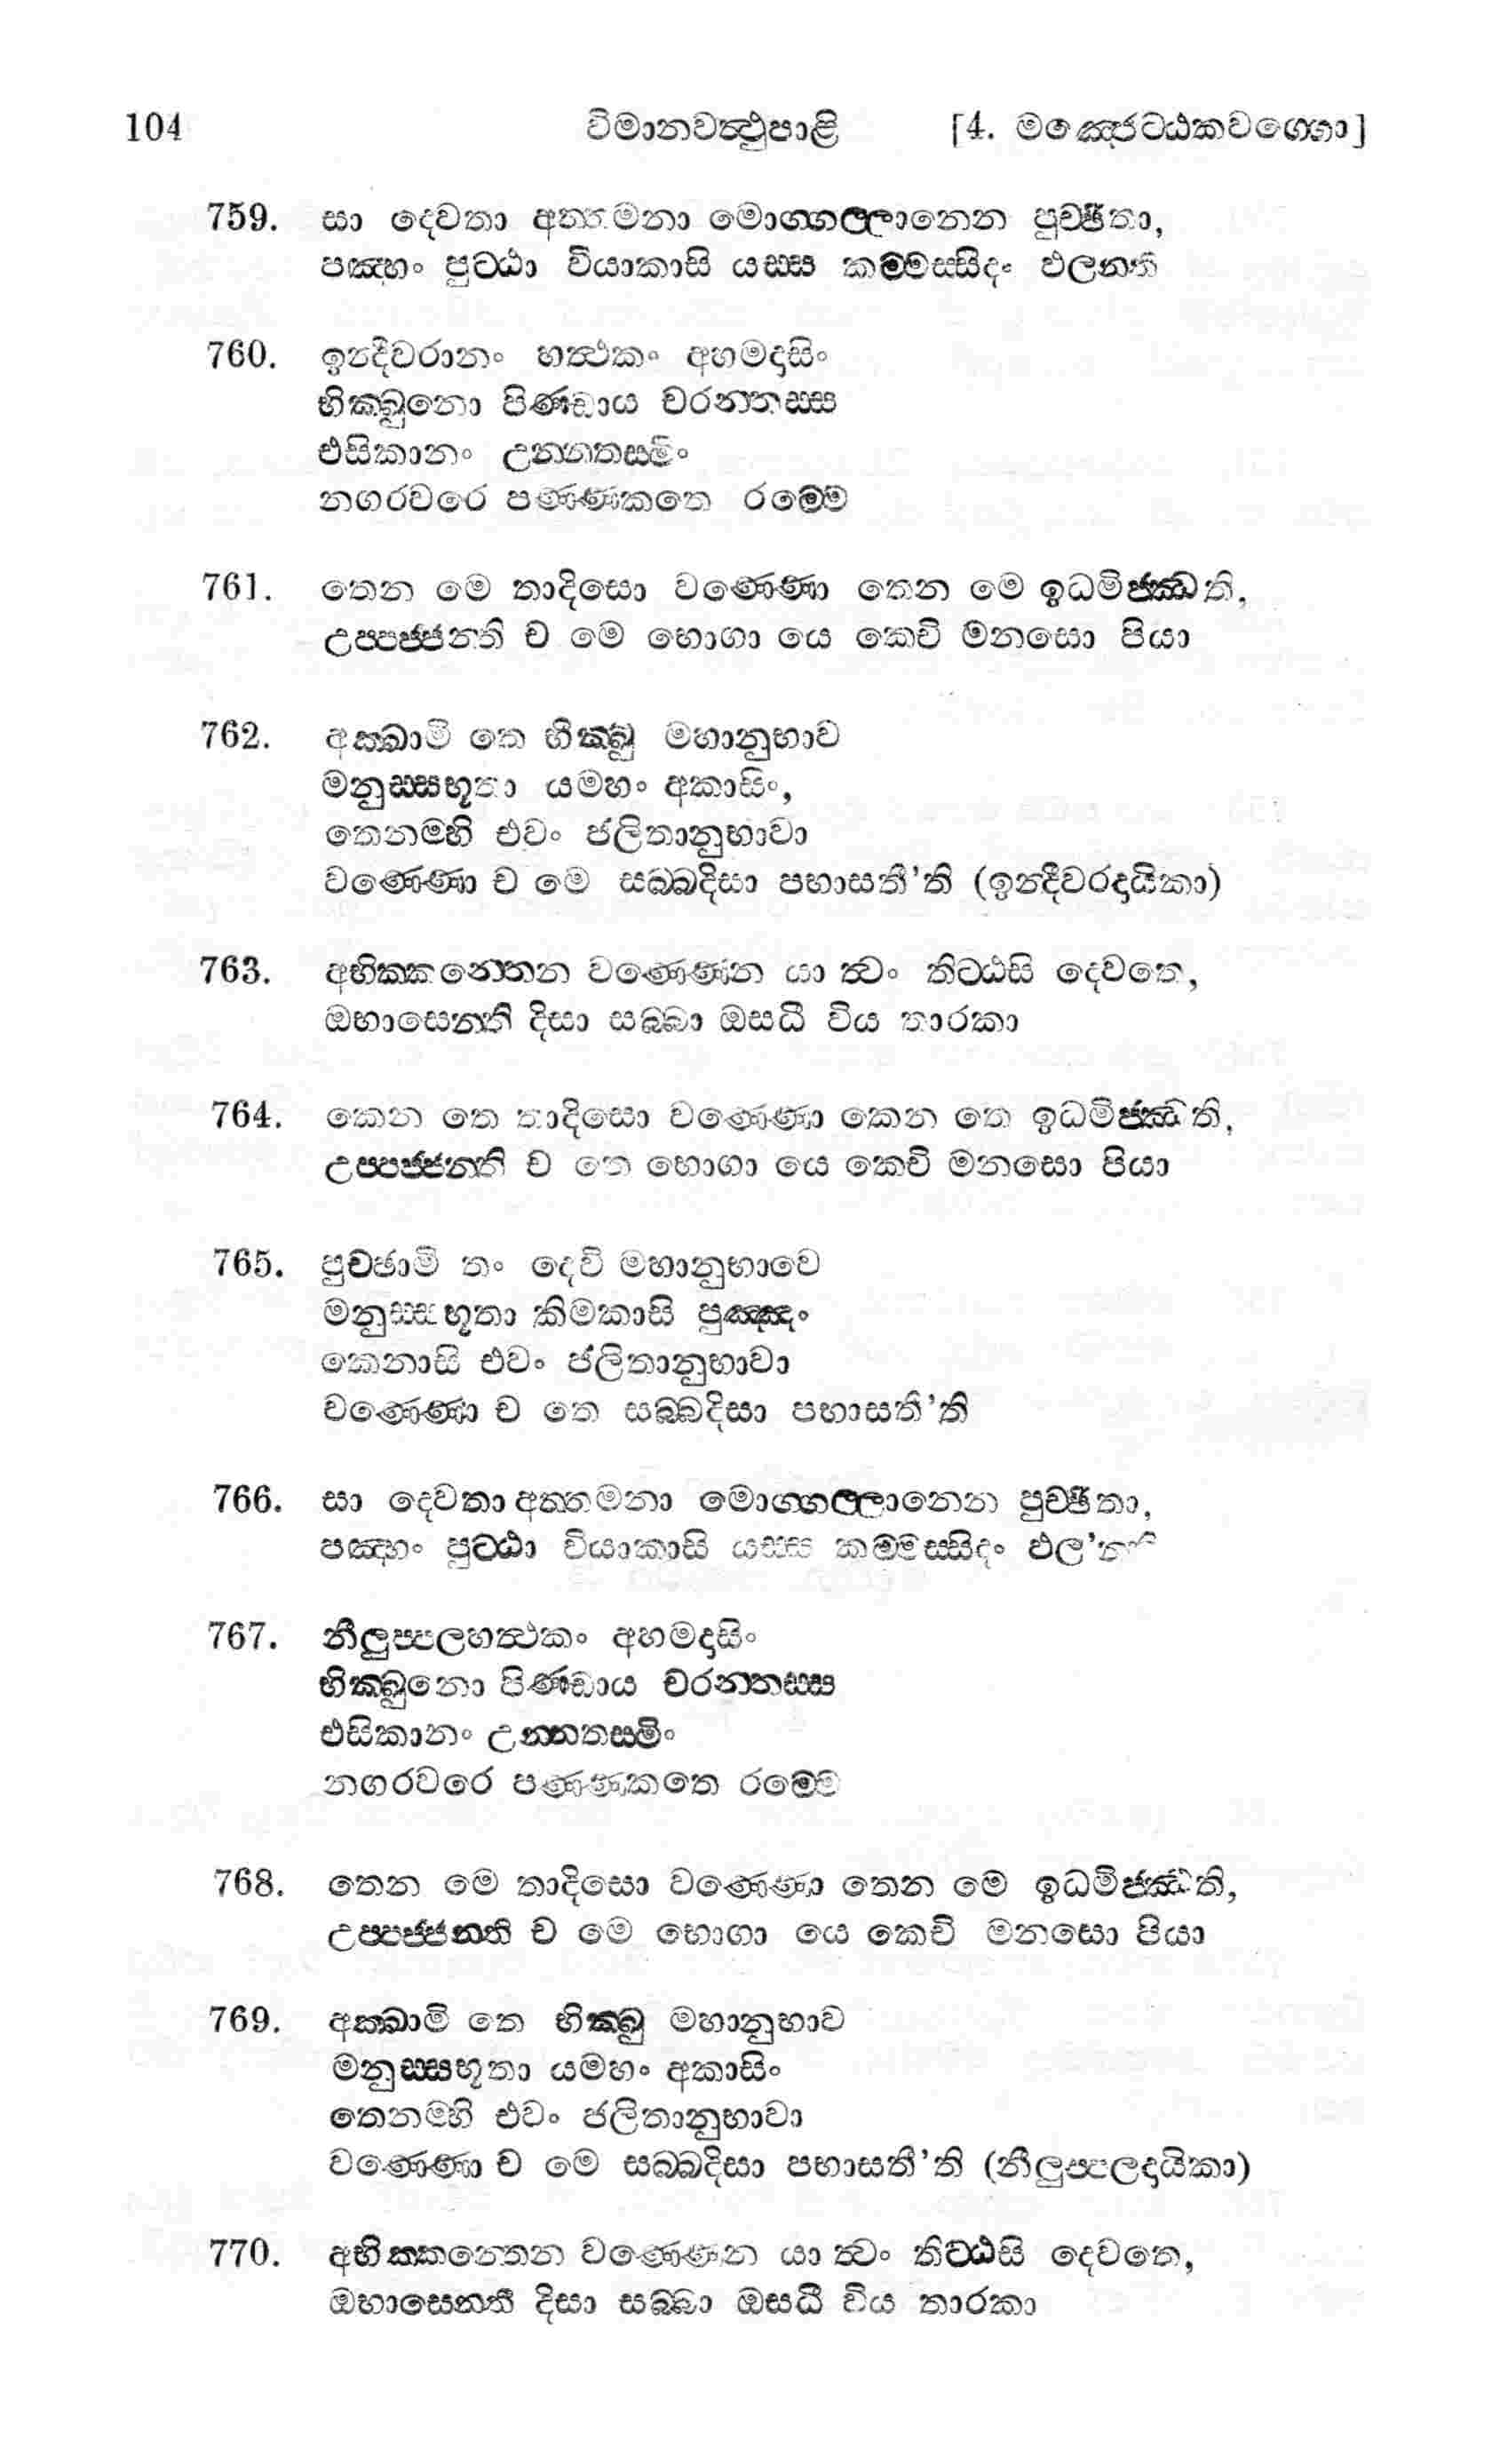 104 විමානවත්‍ථුපාළි [4. මඤ්ජෙට්ඨකවග්ගො]
759. සා දෙවතා අත්තමනා මොග්ගල්ලානෙන පුච්ඡිතා,
පඤ්හං පුට්ඨා වියාකාසි යස්ස කම්මස්සිදං ඵලන්ති
760. ඉන්‍දීවරානං හත්‍ථකං අහමදාසිං
භික්ඛුනො පිණ්ඩාය චරන්තස්ස
එසිකානං උන්නතස්මිං
නගරවරෙ පණ්ණකතෙ රම්මෙ
761. තෙන මෙ තාදිසො වණ්ණො තෙන මෙ ඉධමිජ්ඣති,
උප්පජ්ජන්ති ච මෙ භොගා යෙ කෙචි මනසො පියා
762. අක්ඛාමි තෙ භික්ඛු මහානුභාව
මනුස්සභූතා යමහං අකාසිං,
තෙනම්හි එවං ජලිතානුභාවා
වණ්ණො ච මෙ සබ්බදිසා පභාසතී’ති (ඉන්‍දීවරදායිකා)
763. අභික්කන්තෙන වණ්ණෙන යා ත්‍වං තිට්ඨසි දෙවතෙ,
ඔභාසෙන්ති දිසා සබ්බා ඔසධී විය තාරකා
764. කෙන තෙ තාදිසො වණ්ණො කෙන තෙ ඉධමිජ්ඣති,
උප්පජ්ජන්ති ච තෙ භොගා යෙ කෙචි මනසො පියා
765. පුච්ඡාමි තං දෙවි මහානුභාවෙ
මනුස්සභූතා කිමකාසි පුඤ්ඤං
කෙනාසි එවං ජලිතානුභාවා
වණ්ණො ච තෙ සබ්බදිසා පභාසතී’ති
766. සා දෙවතා අත්තමනා මොග්ගල්ලානෙන පුච්ඡිතා,
පඤ්හං පුට්ඨා වියාකාසි යස්ස කම්මස්සිදං ඵල’න්ති
767. නීලුප්පලහත්‍ථකං අහමදාසිං
භික්ඛුනො පිණ්ඩාය චරන්තස්ස
එසිකානං උන්නතස්මිං
නගරවරෙ පණ්ණකතෙ රම්මෙ
768. තෙන මෙ තාදිසො වණ්ණො තෙන මෙ ඉධමිජ්ඣති,
උප්පජ්ජන්ති ච මෙ භොගා යෙ කෙචි මනසො පියා
769. අක්ඛාමි තෙ භික්ඛු මහානුභාව
මනුස්සභූතා යමහං අකාසිං
තෙනම්හි එවං ජලිතානුභාවා
වණ්ණො ච මෙ සබ්බදිසා පභාසතී’ති (නීලුප්පලදායිකා)
770. අභික්කන්තෙන වණ්ණෙන යා ත්‍වං තිට්ඨසි දෙවතෙ,
ඔභාසෙන්තී දිසා සබ්බා ඔසධී විය තාරකා